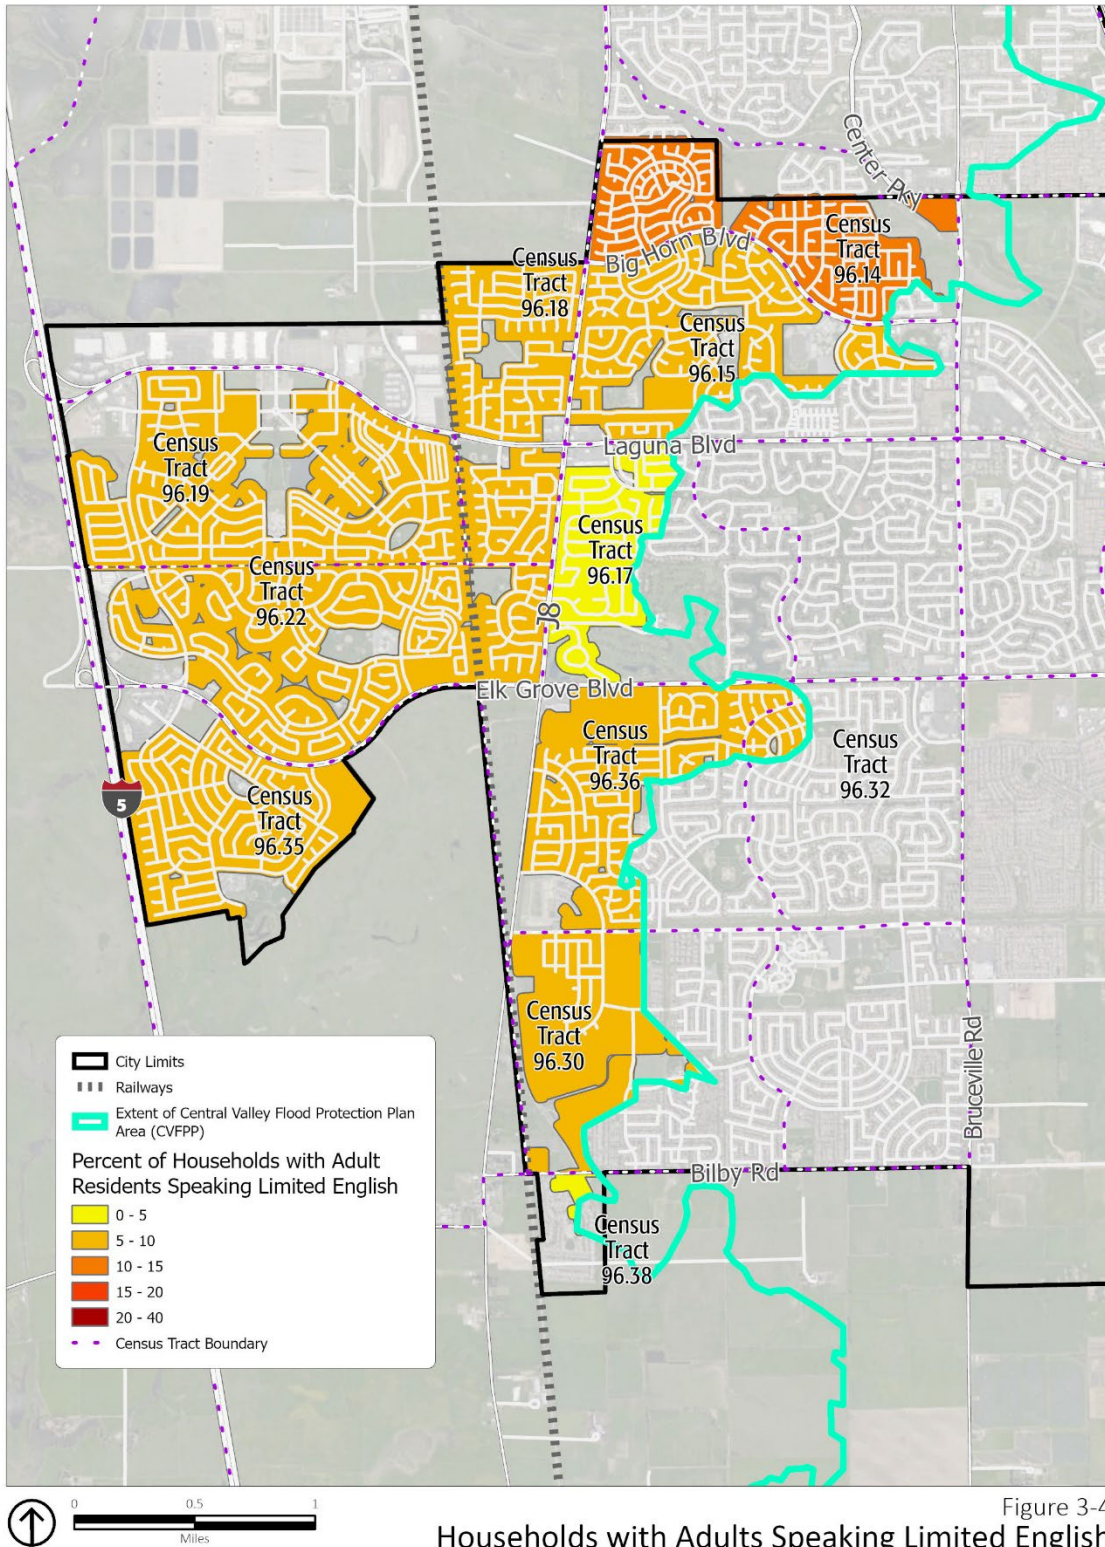 Center Pky
Census
Tract
96.14
Big Horn Blvd
Census
Tract
96.18
Census
Tract
96.15
Laguna Blvd
Census
Tract
96.19
Census
Tract
96.17
Census
Tract
96.22
J8
Elk Grove Blvd
Census
Tract
96.36
Census
Tract
96.32
5
Census
Tract
96.35
Census
Tract
96.30
Bruceville Rd
Bilby Rd
Census
Tract
96.38
City Limits
Railways
Extent of Central Valley Flood Protection Plan
Area (CVFPP)
Percent of Households with Adult
Residents Speaking Limited English
0 - 5
5 - 10
10 - 15
15 - 20
20 - 40
Census Tract Boundary
0 0.5 1
Miles
Figure 3-4
Households with Adults Speaking Limited English